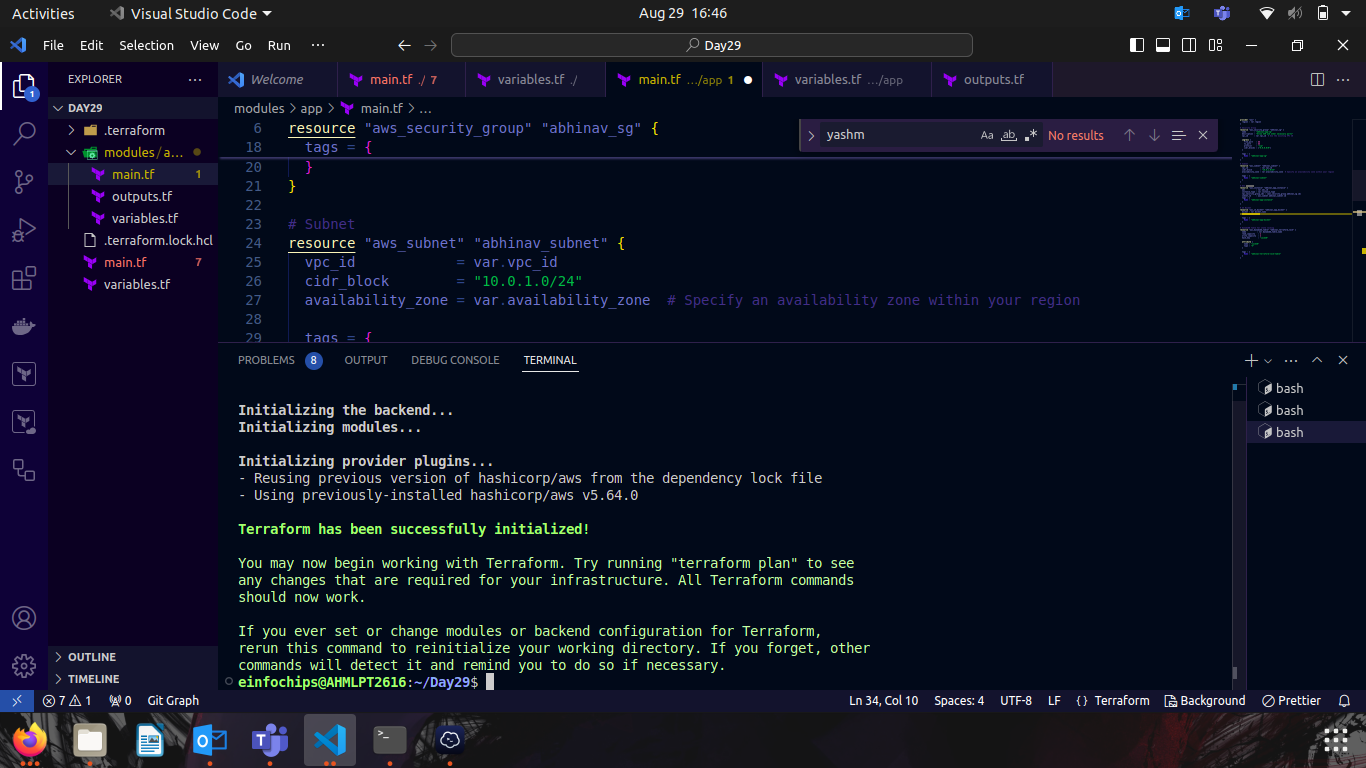 Activities Visual Studio Code Aug 29 16:46
File Edit Selection View Go Run ··· Day29
EXPLORER ···
Welcome main.tf ./ 7 variables.tf ./ main.tf .../app 1 variables.tf .../app outputs.tf
modules > app > main.tf > ...
DAY29
.terraform
modules/a... 
main.tf 1
outputs.tf
variables.tf
.terraform.lock.hcl
main.tf 7
variables.tf
yashm Aa ab .* No results
6 resource "aws_security_group" "abhinav_sg" {
18 tags = {
20 }
21 }
22
23 # Subnet
24 resource "aws_subnet" "abhinav_subnet" {
25 vpc_id = var.vpc_id
26 cidr_block = "10.0.1.0/24"
27 availability_zone = var.availability_zone # Specify an availability zone within your region
28
29 tags = {
PROBLEMS 8 OUTPUT DEBUG CONSOLE TERMINAL
bash
bash
bash
Initializing the backend...
Initializing modules...
Initializing provider plugins...
- Reusing previous version of hashicorp/aws from the dependency lock file
- Using previously-installed hashicorp/aws v5.64.0
Terraform has been successfully initialized!
You may now begin working with Terraform. Try running "terraform plan" to see
any changes that are required for your infrastructure. All Terraform commands
should now work.
If you ever set or change modules or backend configuration for Terraform,
rerun this command to reinitialize your working directory. If you forget, other
commands will detect it and remind you to do so if necessary.
einfochips@AHMLPT2616:~/Day29$
OUTLINE
TIMELINE
1
7 1 0 Git Graph Ln 34, Col 10 Spaces: 4 UTF-8 LF {} Terraform Background Prettier